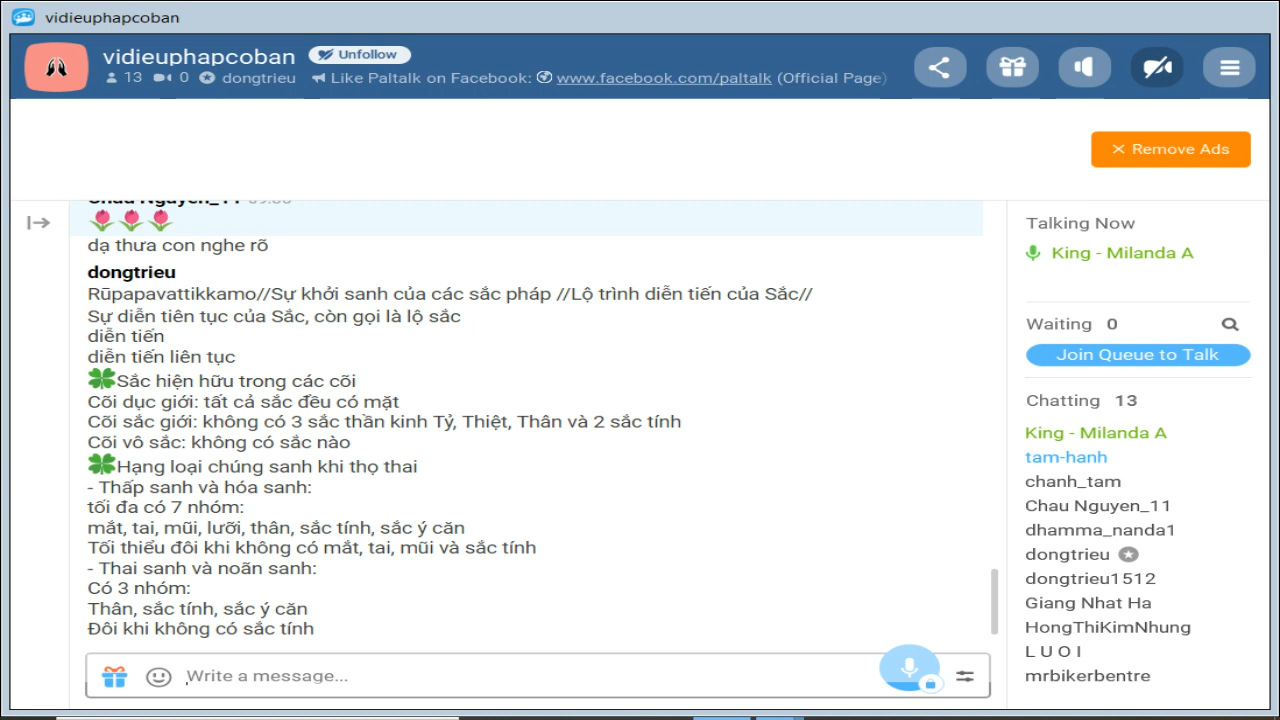 vidieuphapcoban
vidieuphapcoban Unfollow
13 0 dongtrieu Like Paltalk on Facebook: www.facebook.com/paltalk (Official Page)
Remove Ads
Chau Nguyen_11
dạ thưa con nghe rõ
dongtrieu
Rūpapavattikkamo//Sự khởi sanh của các sắc pháp //Lộ trình diễn tiến của Sắc//
Sự diễn tiên tục của Sắc, còn gọi là lộ sắc
diễn tiến
diễn tiến liên tục
🍀Sắc hiện hữu trong các cõi
Cõi dục giới: tất cả sắc đều có mặt
Cõi sắc giới: không có 3 sắc thần kinh Tỷ, Thiệt, Thân và 2 sắc tính
Cõi vô sắc: không có sắc nào
🍀Hạng loại chúng sanh khi thọ thai
- Thấp sanh và hóa sanh:
tối đa có 7 nhóm:
mắt, tai, mũi, lưỡi, thân, sắc tính, sắc ý căn
Tối thiểu đôi khi không có mắt, tai, mũi và sắc tính
- Thai sanh và noãn sanh:
Có 3 nhóm:
Thân, sắc tính, sắc ý căn
Đôi khi không có sắc tính
Write a message...
Talking Now
King - Milanda A
Waiting 0
Join Queue to Talk
Chatting 13
King - Milanda A
tam-hanh
chanh_tam
Chau Nguyen_11
dhamma_nanda1
dongtrieu
dongtrieu1512
Giang Nhat Ha
HongThiKimNhung
L U O I
mrbikerbentre